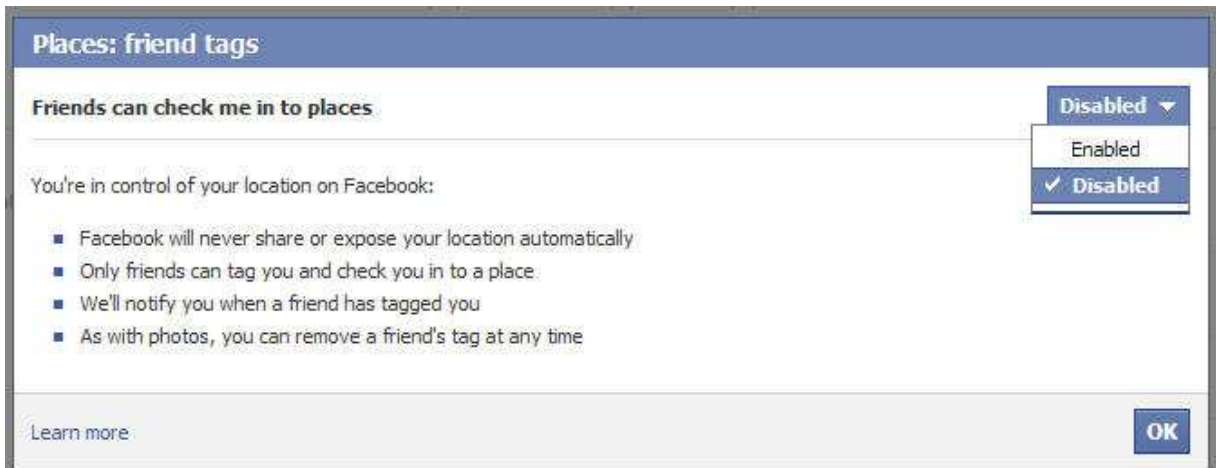 Places: friend tags
Friends can check me in to places
Disabled
Enabled
Disabled
You're in control of your location on Facebook:
Facebook will never share or expose your location automatically
Only friends can tag you and check you in to a place
We'll notify you when a friend has tagged you
As with photos, you can remove a friend's tag at any time
Learn more
OK